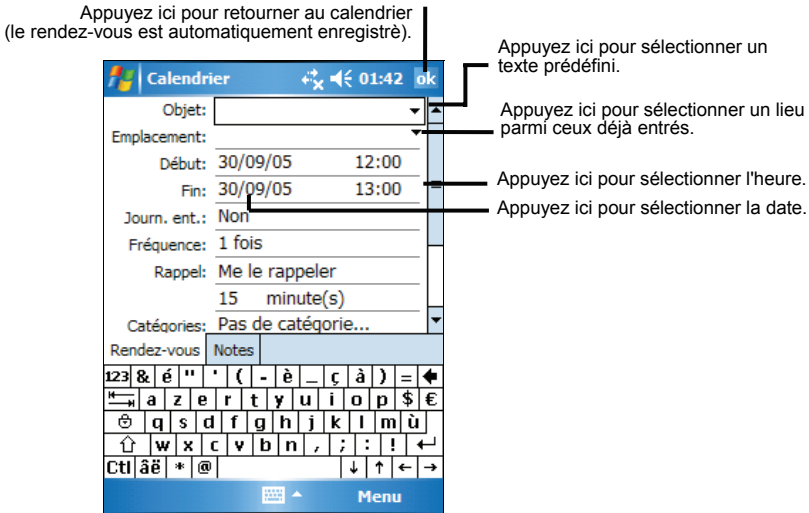 Appuyez ici pour retourner au calendrier
(le rendez-vous est automatiquement enregistrè).
Appuyez ici pour sélectionner un
texte prédéfini.
Appuyez ici pour sélectionner un lieu
parmi ceux déjà entrés.
Appuyez ici pour sélectionner l'heure.
Appuyez ici pour sélectionner la date.
Calendrier 01:42 ok
Objet:
Emplacement:
Début: 30/09/05 12:00
Fin: 30/09/05 13:00
Journ. ent.: Non
Fréquence: 1 fois
Rappel: Me le rappeler
15 minute(s)
Catégories: Pas de catégorie...
Rendez-vous Notes
123 & é " ' ( - è _ ç à ) =
a z e r t y u i o p $ €
q s d f g h j k l m ù
w x c v b n , ; : !
Ctl âë * @ ↓ ↑ ← →
Menu